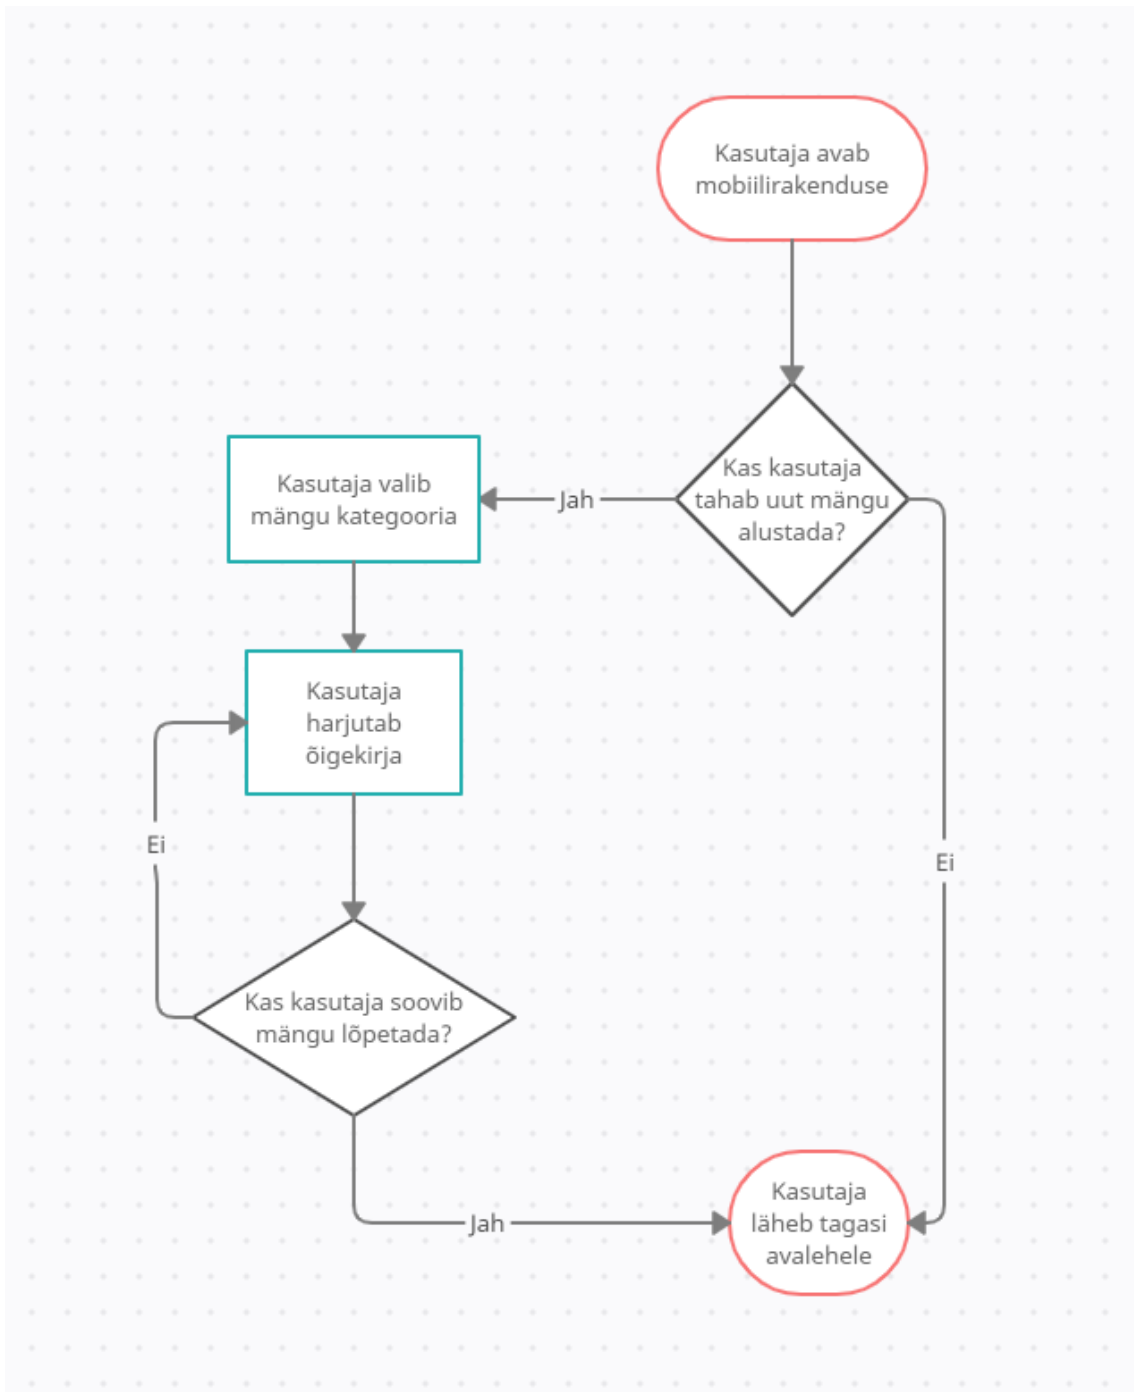 Kasutaja avab
mobiilirakenduse
Kas kasutaja
tahab uut mängu
alustada?
Jah
Kasutaja valib
mängu kategooria
Kasutaja
harjutab
õigekirja
Ei
Ei
Kas kasutaja soovib
mängu lõpetada?
Jah
Kasutaja
läheb tagasi
avalehele